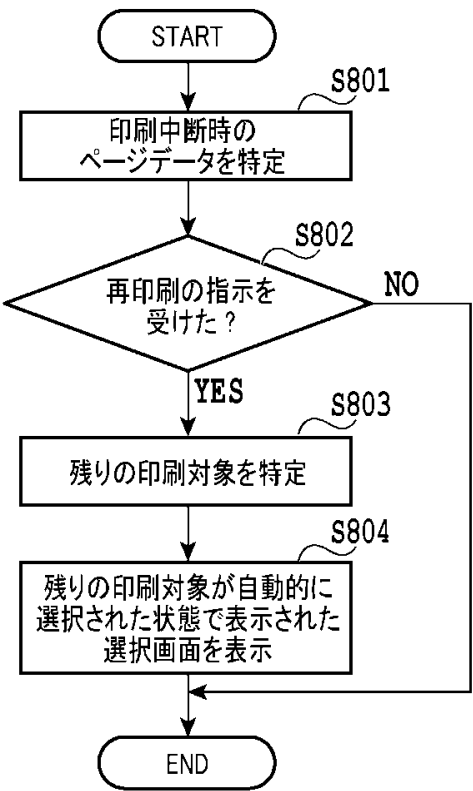 START
S801
印刷中断時の
ページデータを特定
S802
再印刷の指示を
受けた？
NO
YES
S803
残りの印刷対象を特定
S804
残りの印刷対象が自動的に
選択された状態で表示された
選択画面を表示
END